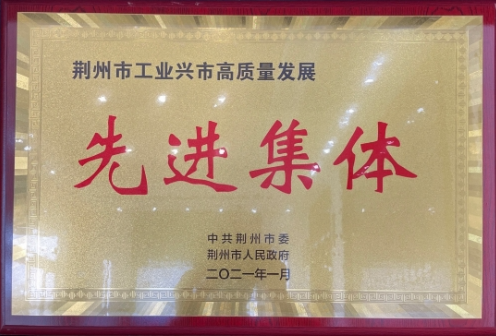 荆州市工业兴市高质量发展
先进集体
中共荆州市委
荆州市人民政府
二〇二一年一月